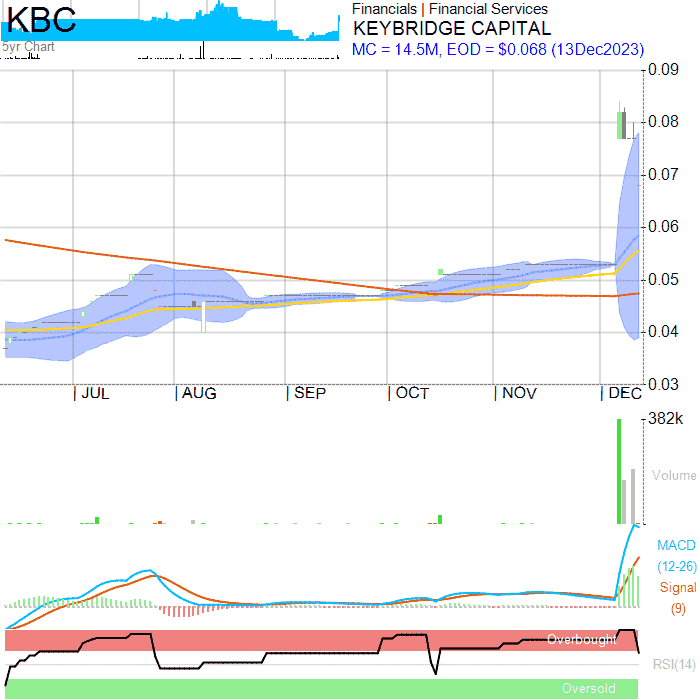 KBC
Financials | Financial Services
KEYBRIDGE CAPITAL
5yr Chart
MC = 14.5M, EOD = $0.068 (13Dec2023)
0.09
0.08
0.07
0.06
0.05
0.04
0.03
JUL AUG SEP OCT NOV DEC
382k
Volume
MACD
(12-26)
Signal
(9)
Overbought
RSI(14)
Oversold